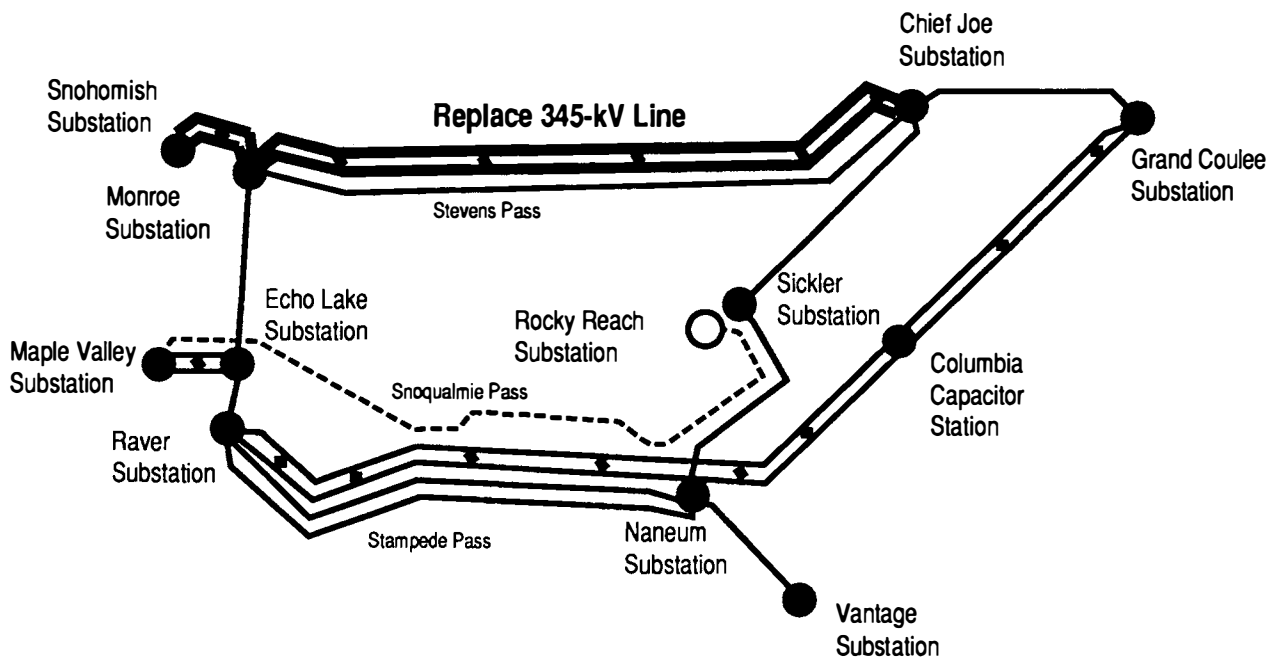 Chief Joe
Substation
Snohomish
Substation
Replace 345-kV Line
Grand Coulee
Substation
Monroe
Substation
Stevens Pass
Echo Lake
Substation
Sickler
Substation
Rocky Reach
Substation
Maple Valley
Substation
Columbia
Capacitor
Station
Snoqualmie Pass
Raver
Substation
Stampede Pass
Naneum
Substation
Vantage
Substation